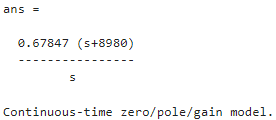 ans =
0.67847 (s+8980)
----------------
s
Continuous-time zero/pole/gain model.